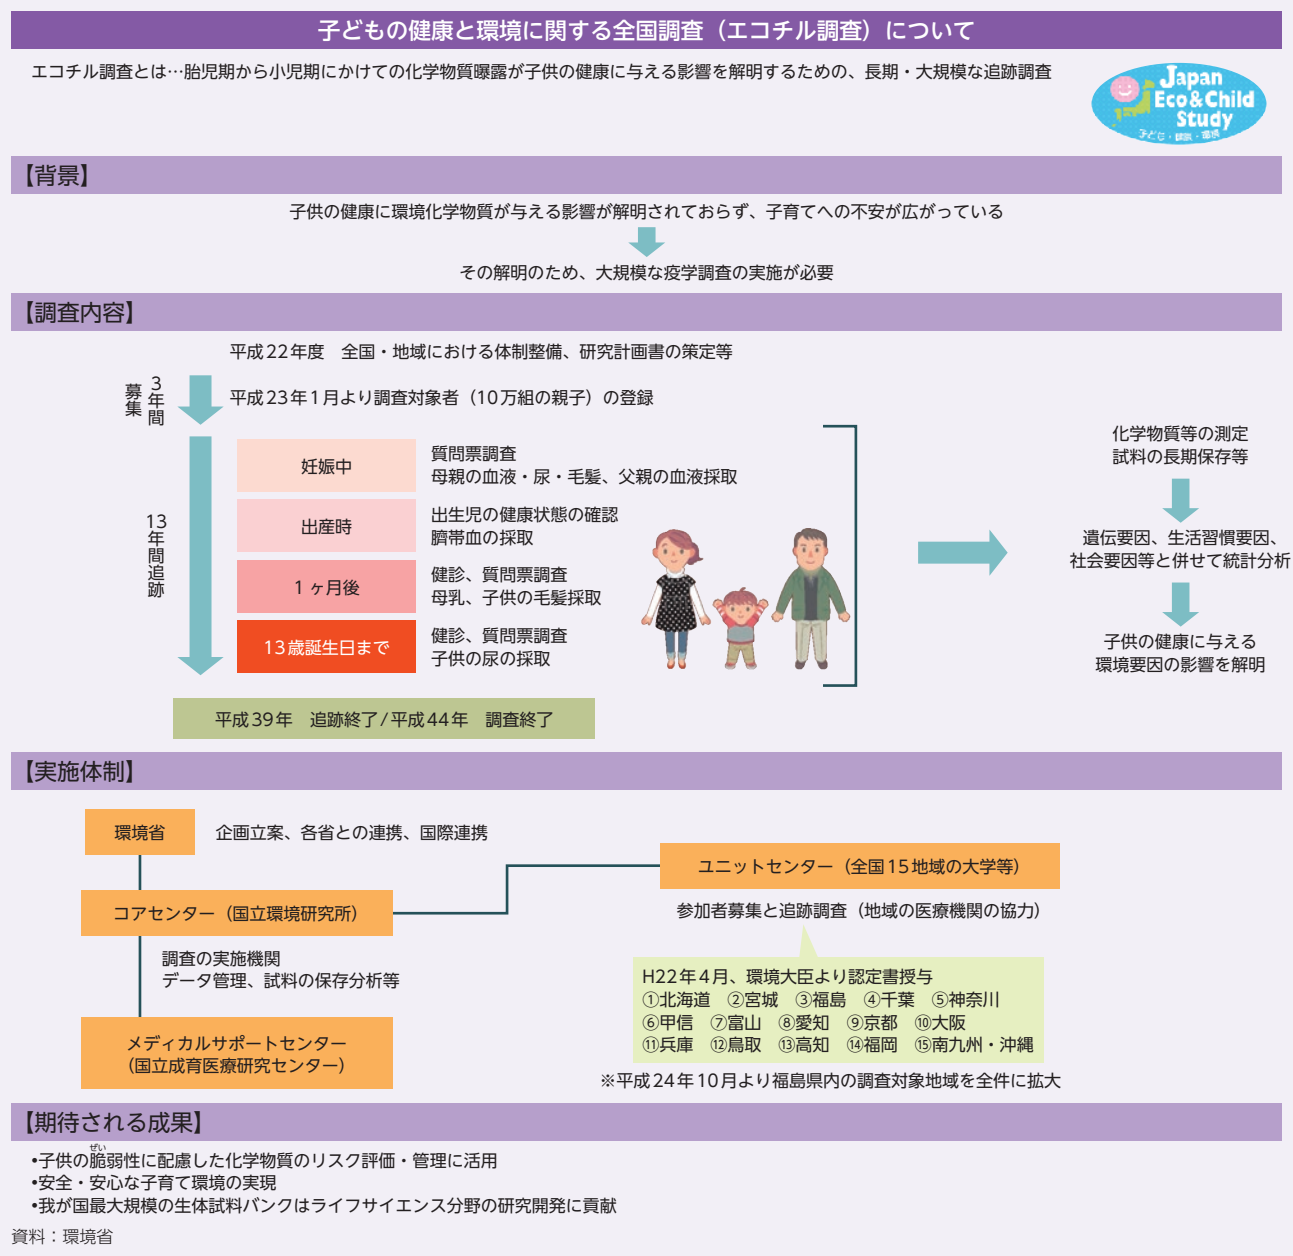 子どもの健康と環境に関する全国調査（エコチル調査）について
エコチル調査とは…胎児期から小児期にかけての化学物質曝露が子供の健康に与える影響を解明するための、長期・大規模な追跡調査
Japan
Eco&Child
Study
子ども・健康・環境
【背景】
子供の健康に環境化学物質が与える影響が解明されておらず、子育てへの不安が広がっている
その解明のため、大規模な疫学調査の実施が必要
【調査内容】
平成22年度　全国・地域における体制整備、研究計画書の策定等
3年間
募集
平成23年1月より調査対象者（10万組の親子）の登録
13年間追跡
妊娠中
質問票調査
母親の血液・尿・毛髪、父親の血液採取
出産時
出生児の健康状態の確認
臍帯血の採取
1ヶ月後
健診、質問票調査
母乳、子供の毛髪採取
13歳誕生日まで
健診、質問票調査
子供の尿の採取
平成39年　追跡終了/平成44年　調査終了
化学物質等の測定
試料の長期保存等
遺伝要因、生活習慣要因、
社会要因等と併せて統計分析
子供の健康に与える
環境要因の影響を解明
【実施体制】
環境省
企画立案、各省との連携、国際連携
コアセンター（国立環境研究所）
調査の実施機関
データ管理、試料の保存分析等
メディカルサポートセンター
（国立成育医療研究センター）
ユニットセンター（全国15地域の大学等）
参加者募集と追跡調査（地域の医療機関の協力）
H22年4月、環境大臣より認定書授与
①北海道　②宮城　③福島　④千葉　⑤神奈川
⑥甲信　⑦富山　⑧愛知　⑨京都　⑩大阪
⑪兵庫　⑫鳥取　⑬高知　⑭福岡　⑮南九州・沖縄
※平成24年10月より福島県内の調査対象地域を全件に拡大
【期待される成果】
ぜい
•子供の脆弱性に配慮した化学物質のリスク評価・管理に活用
•安全・安心な子育て環境の実現
•我が国最大規模の生体試料バンクはライフサイエンス分野の研究開発に貢献
資料：環境省